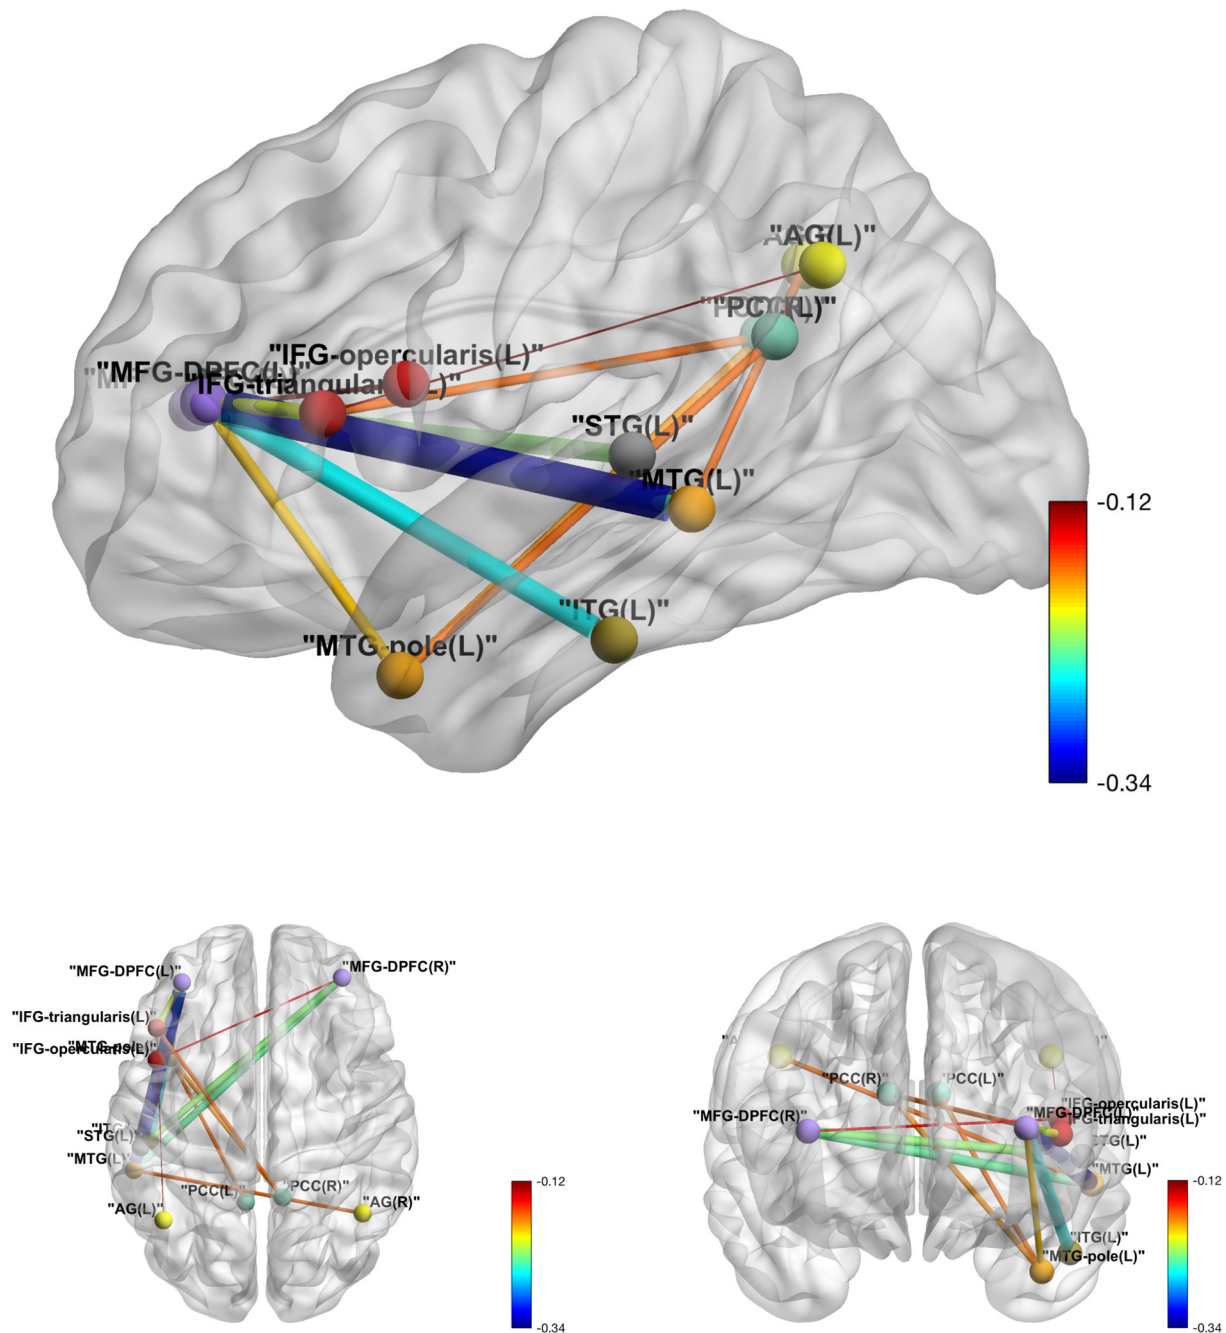 "AG(L)"
"PCC(L)"
"IFG-opercularis(L)"
"MFG-DPFC(L)"
"IFG-triangularis(L)"
"STG(L)"
"MTG(L)"
-0.12
"ITG(L)"
"MTG-pole(L)"
-0.34
"MFG-DPFC(L)"
"MFG-DPFC(R)"
"IFG-triangularis(L)"
"IFG-opercularis(L)"
"STG(L)"
"MTG(L)"
"PCC(L)"
"PCC(R)"
"AG(L)"
"AG(R)"
-0.12
-0.34
"PCC(R)"
"PCC(L)"
"IFG-opercularis(L)"
"MFG-DPFC(R)"
"MFG-DPFC(L)"
IFG-triangularis(L)"
"MTG(L)"
-0.12
"ITG(L)"
"MTG-pole(L)"
-0.34